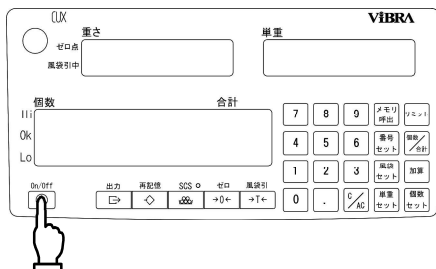 CUX
ViBRA
重さ
単重
ゼロ点
風袋引中
個数
合計
Hi
Ok
Lo
7
8
9
メモリ
呼出
リミット
4
5
6
番号
セット
個数/合計
1
2
3
風袋
セット
加算
0
.
C/AC
単重
セット
個数
セット
On/Off
出力
再記憶
SCS
ゼロ
風袋引
→0←
→T←